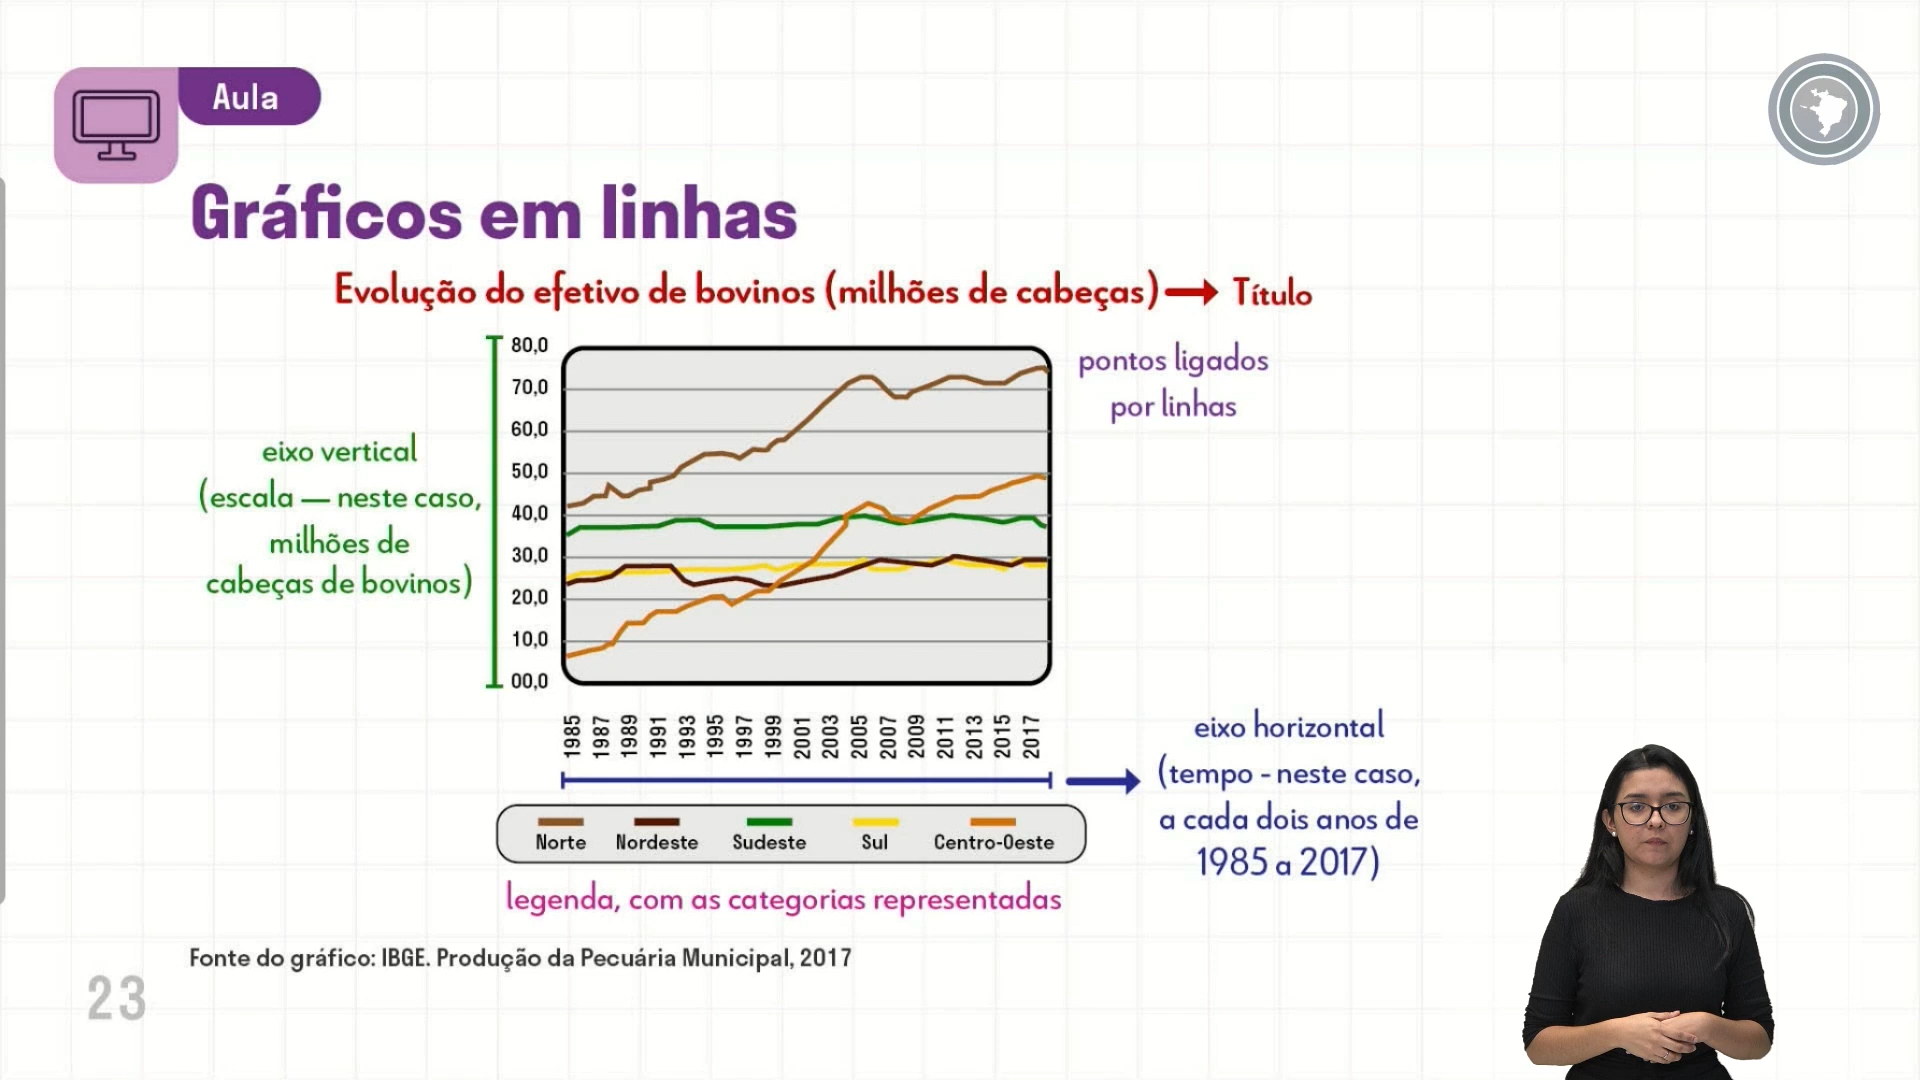 Aula
Gráficos em linhas
Evolução do efetivo de bovinos (milhões de cabeças) Título
80,0
70,0
60,0
50,0
40,0
30,0
20,0
10,0
00,0
eixo vertical
(escala — neste caso,
milhões de
cabeças de bovinos)
pontos ligados
por linhas
1985 1987 1989 1991 1993 1995 1997 1999 2001 2003 2005 2007 2009 2011 2013 2015 2017
eixo horizontal
(tempo - neste caso,
a cada dois anos de
1985 a 2017)
Norte Nordeste Sudeste Sul Centro-Oeste
legenda, com as categorias representadas
Fonte do gráfico: IBGE. Produção da Pecuária Municipal, 2017
23